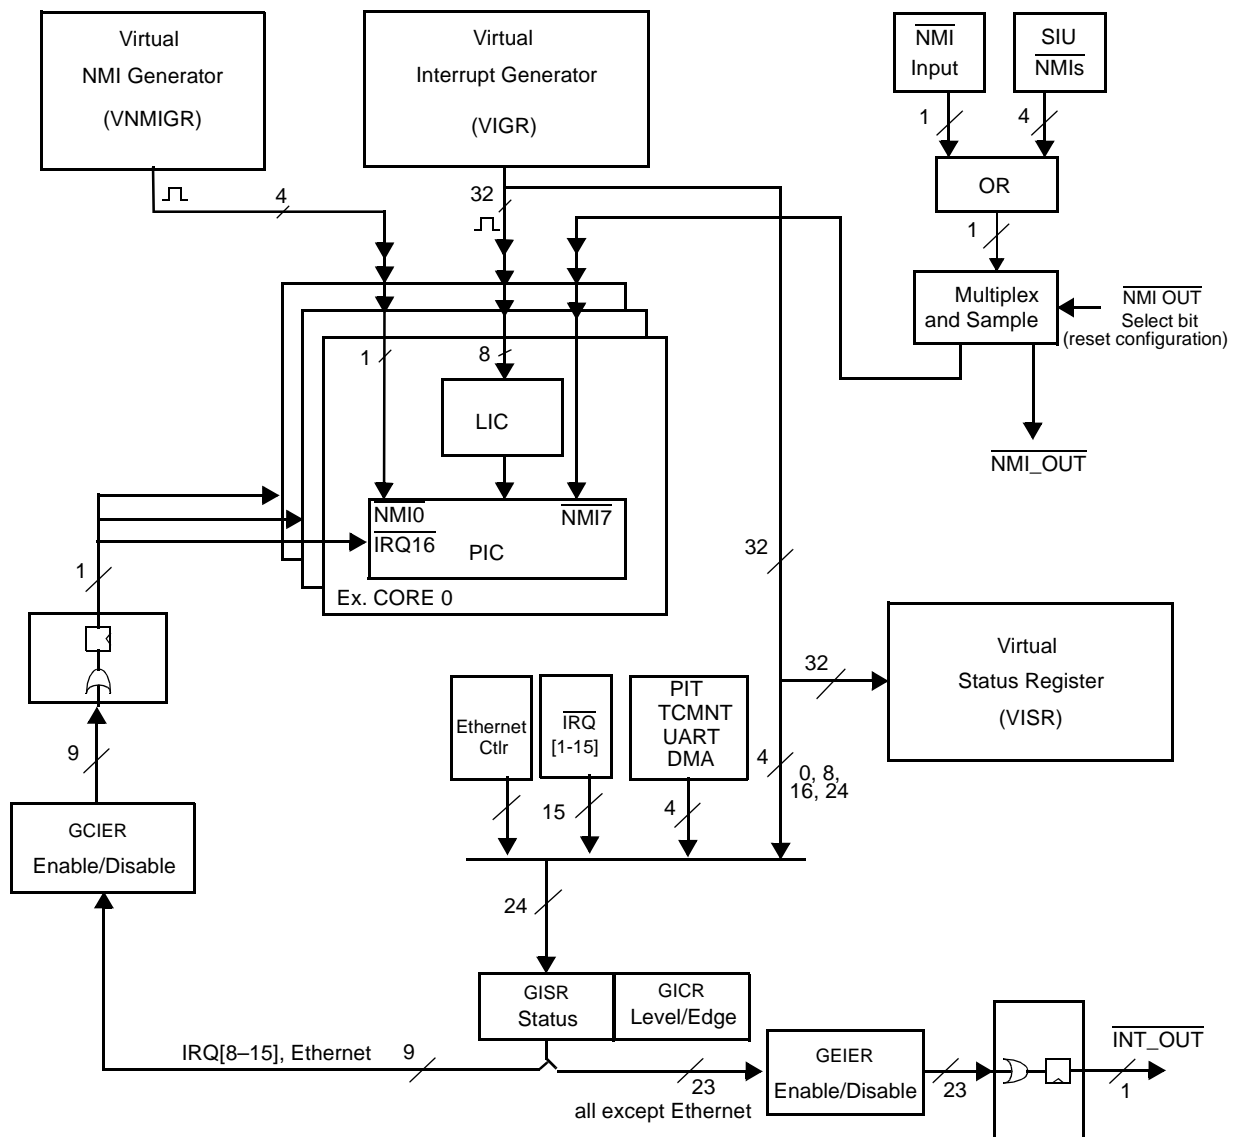 Virtual
NMI Generator
(VNMIGR)
Virtual
Interrupt Generator
(VIGR)
NMI
Input
SIU
NMIs
1
4
OR
1
4
32
Multiplex
and Sample
NMI OUT
Select bit
(reset configuration)
NMI_OUT
1
8
LIC
NMI0
NMI7
IRQ16
PIC
Ex. CORE 0
1
32
Virtual
Status Register
(VISR)
32
Ethernet
Ctlr
IRQ
[1-15]
PIT
TCMNT
UART
DMA
9
15
4
4
0, 8,
16, 24
GCIER
Enable/Disable
24
GISR
Status
GICR
Level/Edge
IRQ[8–15], Ethernet
9
23
all except Ethernet
GEIER
Enable/Disable
23
INT_OUT
1